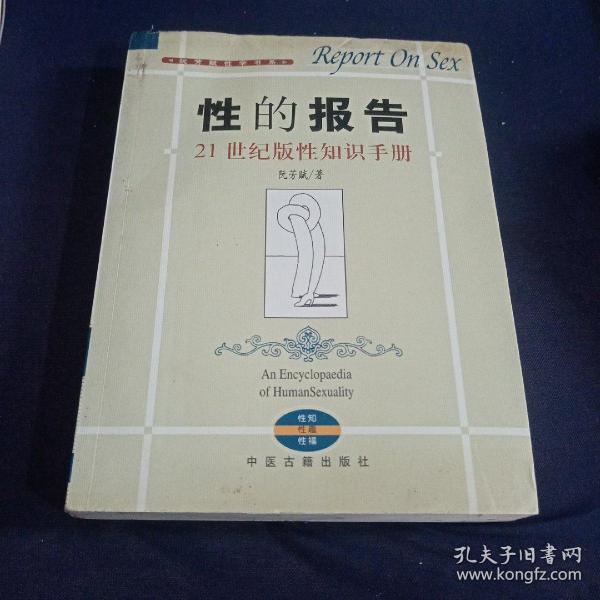 Report On Sex
性的报告
21世纪版性知识手册
阮芳赋/著
An Encyclopaedia
of HumanSexuality
性知
性趣
性福
中医古籍出版社
孔夫子旧书网
www.kongfz.com